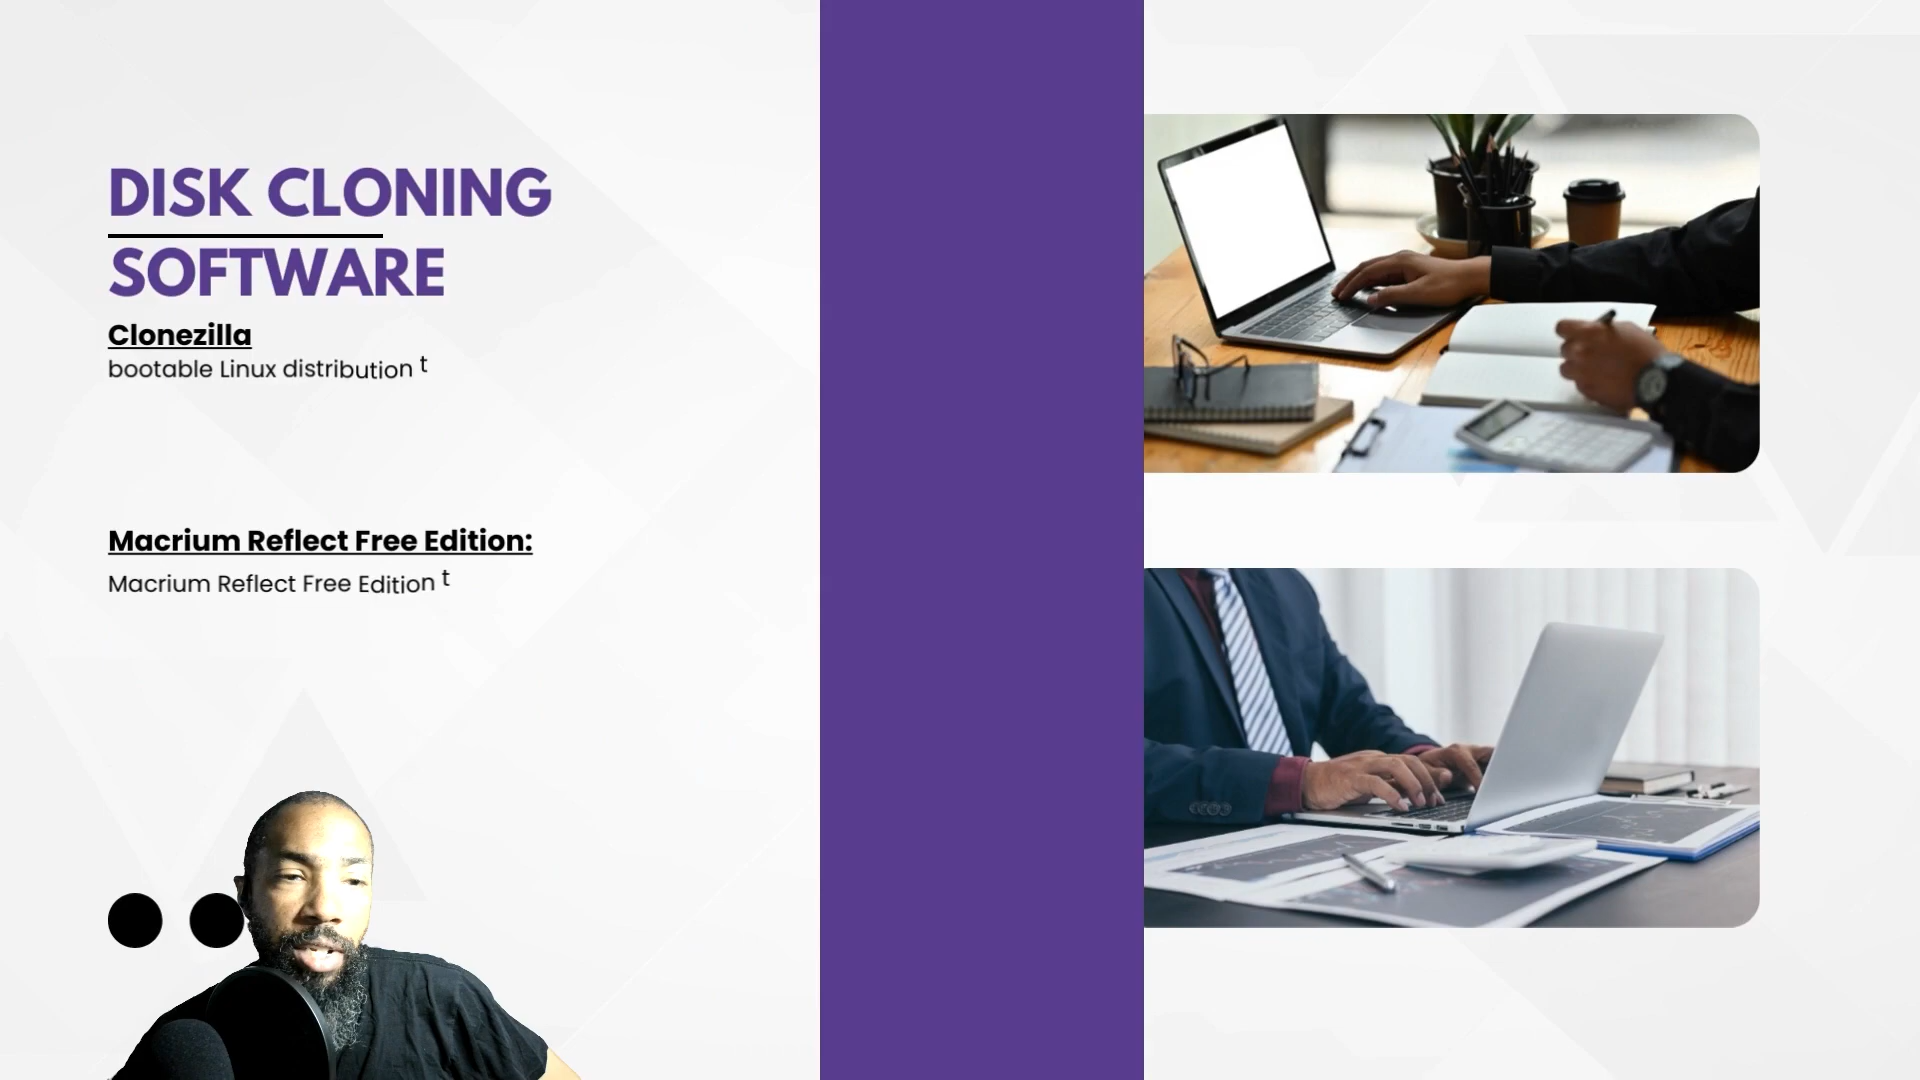 DISK CLONING
SOFTWARE
Clonezilla
bootable Linux distribution t
Macrium Reflect Free Edition:
Macrium Reflect Free Edition t